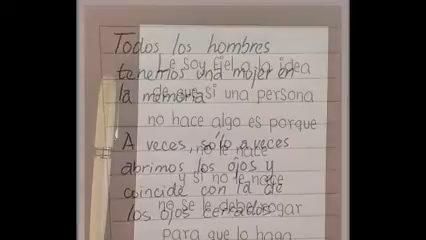 Todos los hombres
tenemos una mujer en
la memoria
A veces, sólo a veces
abrimos los ojos y
coincide con la de
los ojos cerrados
Le soy fiel a la idea
de que si una persona
no hace algo es porque
no le nace
y si no le nace
no se le debe rogar
para que lo haga